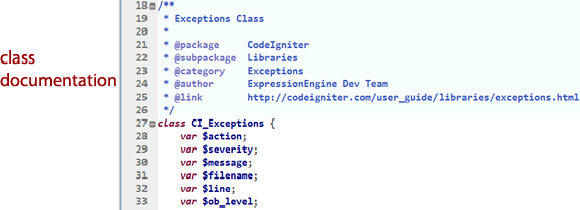 class
documentation
18 /**
19 * Exceptions Class
20 *
21 * @package CodeIgniter
22 * @subpackage Libraries
23 * @category Exceptions
24 * @author ExpressionEngine Dev Team
25 * @link http://codeigniter.com/user_guide/libraries/exceptions.html
26 */
27 class CI_Exceptions {
28 var $action;
29 var $severity;
30 var $message;
31 var $filename;
32 var $line;
33 var $ob_level;